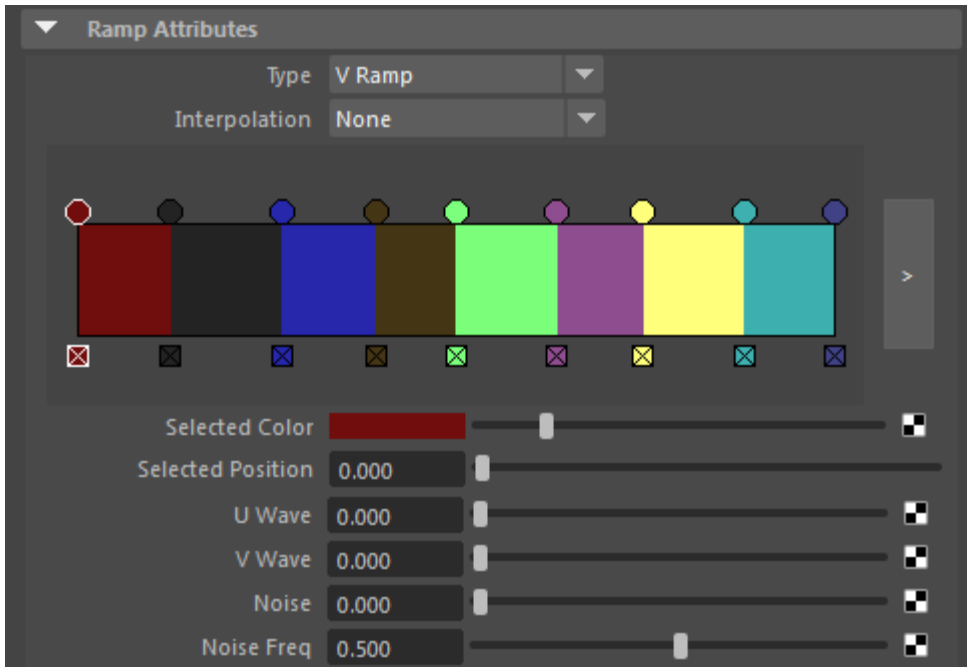 Ramp Attributes
Type V Ramp
Interpolation None
>
Selected Color
Selected Position 0.000
U Wave 0.000
V Wave 0.000
Noise 0.000
Noise Freq 0.500